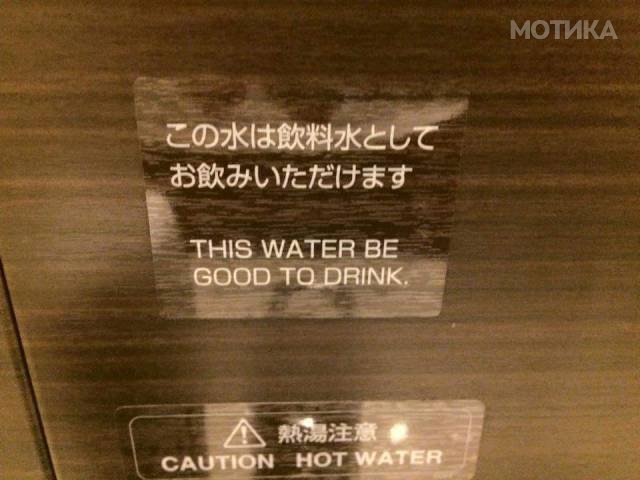 МОТИКА
この水は飲料水として
お飲みいただけます
THIS WATER BE
GOOD TO DRINK.
熱湯注意
CAUTION HOT WATER